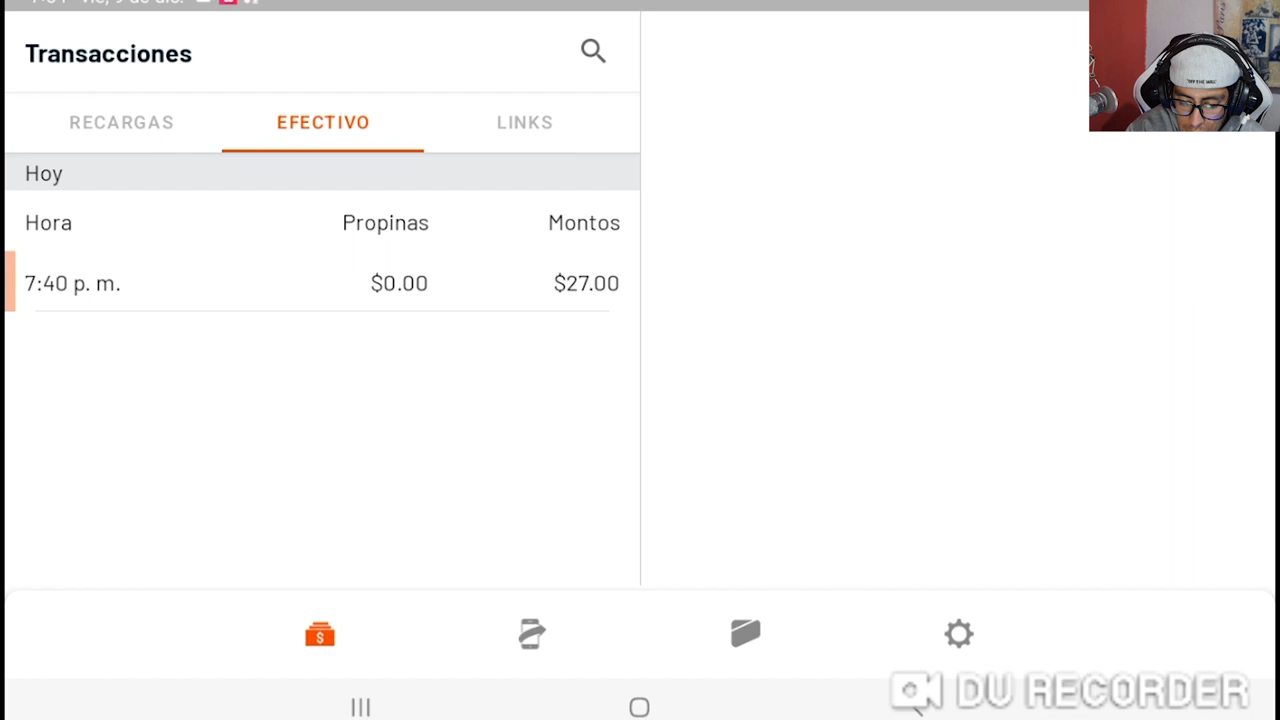 Transacciones
RECARGAS EFECTIVO LINKS
Hoy
Hora Propinas Montos
7:40 p. m. $0.00 $27.00
$
DU RECORDER